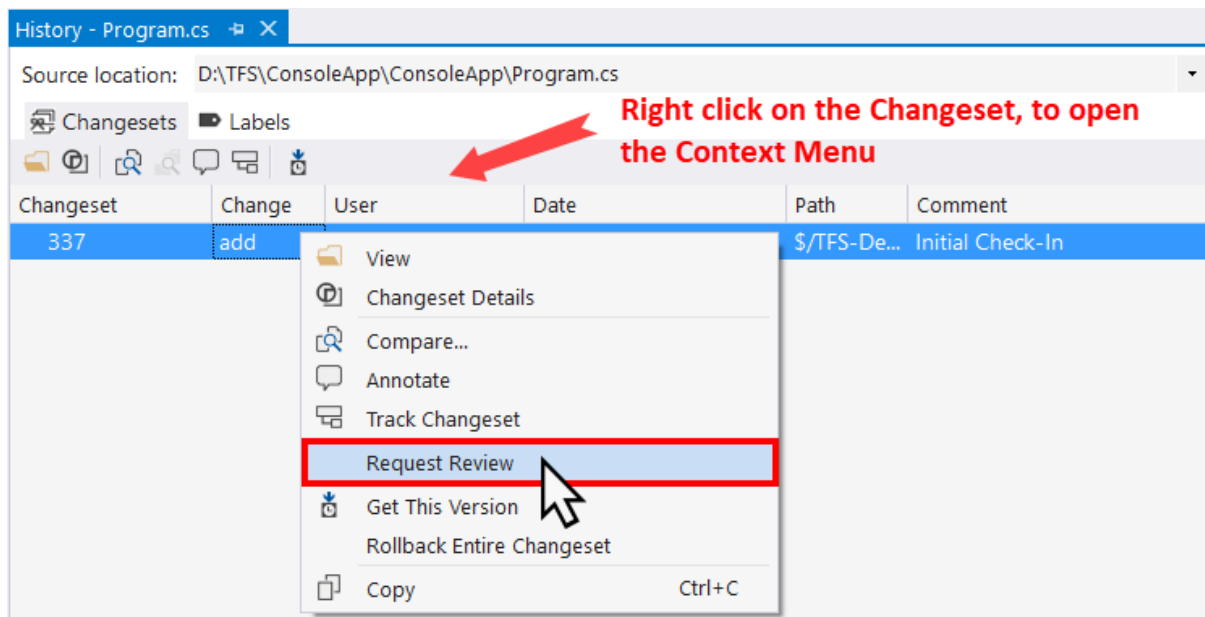 History - Program.cs
Source location: D:\TFS\ConsoleApp\ConsoleApp\Program.cs
Changesets Labels
Right click on the Changeset, to open
the Context Menu
Changeset Change User Date Path Comment
337 add $/TFS-De... Initial Check-In
View
Changeset Details
Compare...
Annotate
Track Changeset
Request Review
Get This Version
Rollback Entire Changeset
Copy Ctrl+C